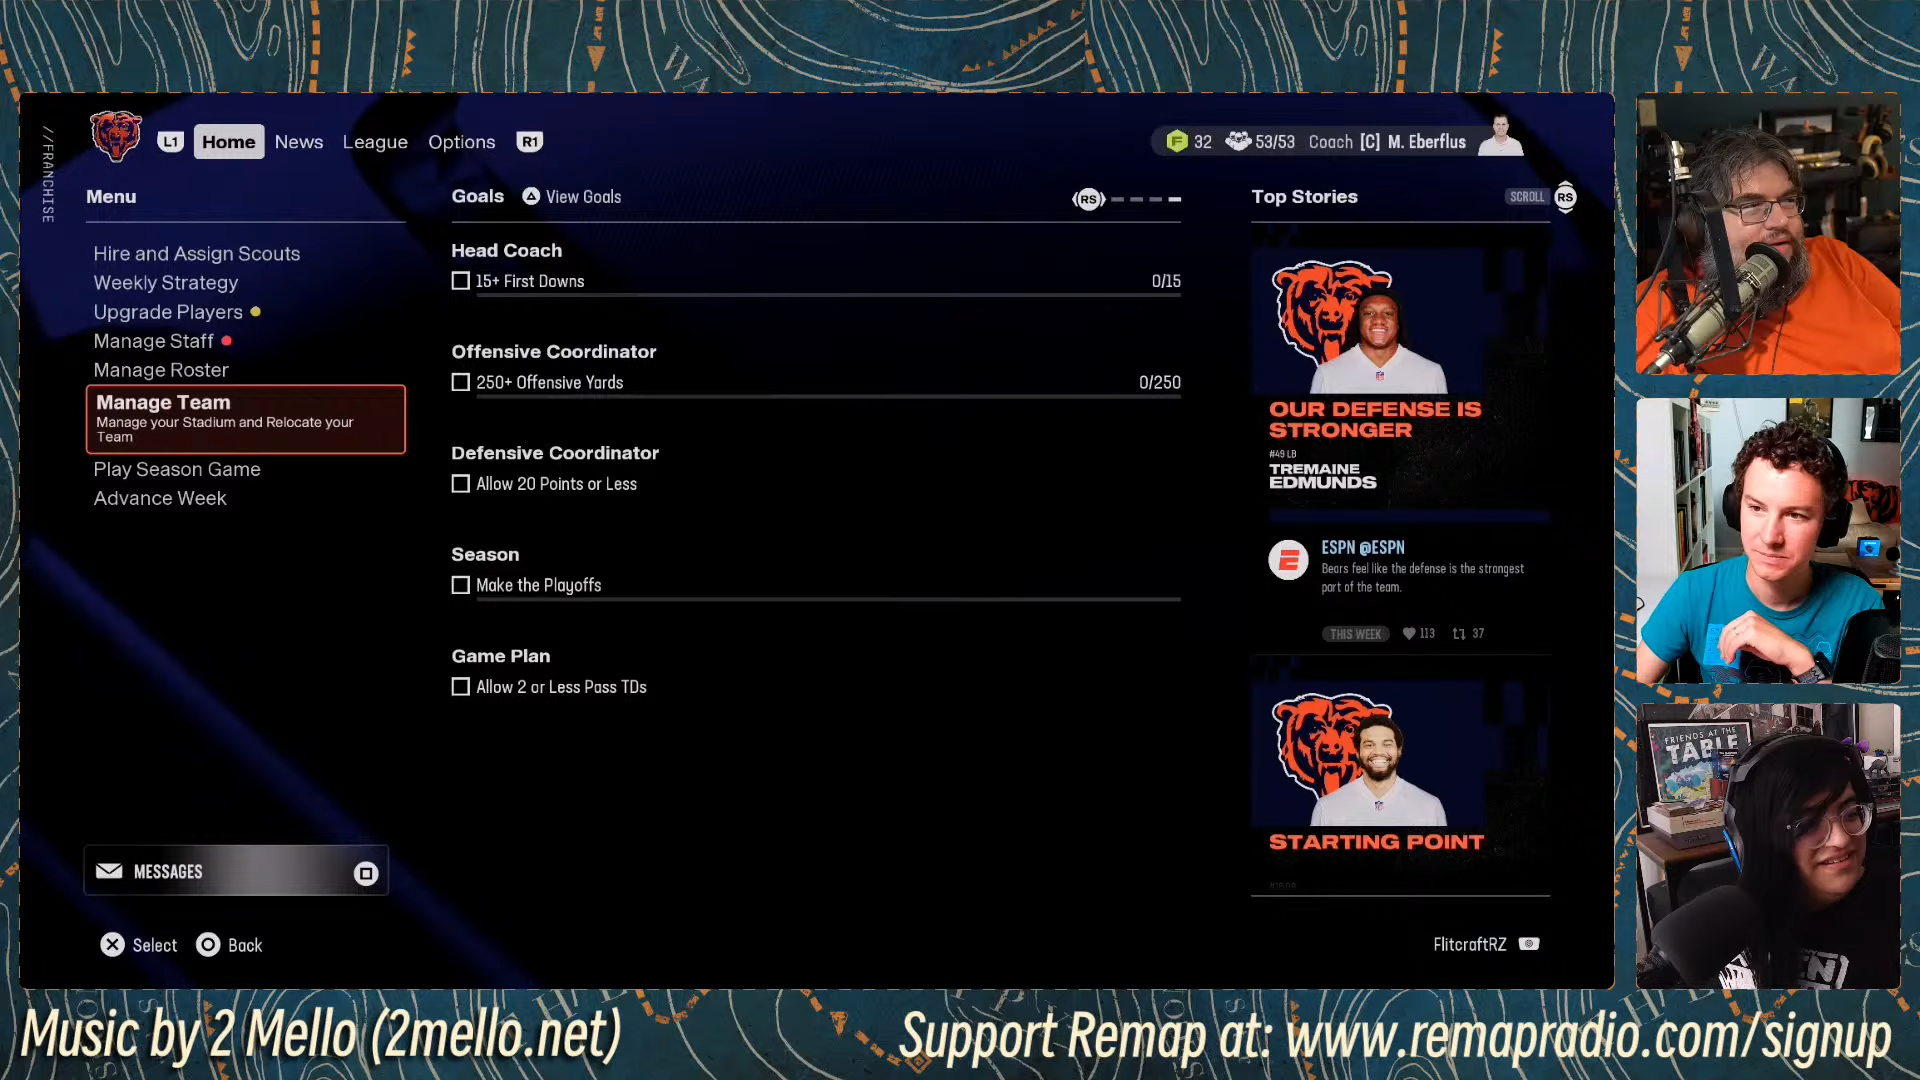 //FRANCHISE
L1 Home News League Options R1
32 53/53 Coach [C] M. Eberflus
Menu
Hire and Assign Scouts
Weekly Strategy
Upgrade Players
Manage Staff
Manage Roster
Manage Team
Manage your Stadium and Relocate your
Team
Play Season Game
Advance Week
MESSAGES
Select Back
Goals View Goals
RS
Head Coach
15+ First Downs 0/15
Offensive Coordinator
250+ Offensive Yards 0/250
Defensive Coordinator
Allow 20 Points or Less
Season
Make the Playoffs
Game Plan
Allow 2 or Less Pass TDs
Top Stories
SCROLL RS
OUR DEFENSE IS
STRONGER
#49 LB
TREMAINE
EDMUNDS
ESPN @ESPN
Bears feel like the defense is the strongest
part of the team.
THIS WEEK 113 37
STARTING POINT
FlitcraftRZ
FRIENDS AT THE
TABLE
Music by 2 Mello (2mello.net)
Support Remap at: www.remapradio.com/signup